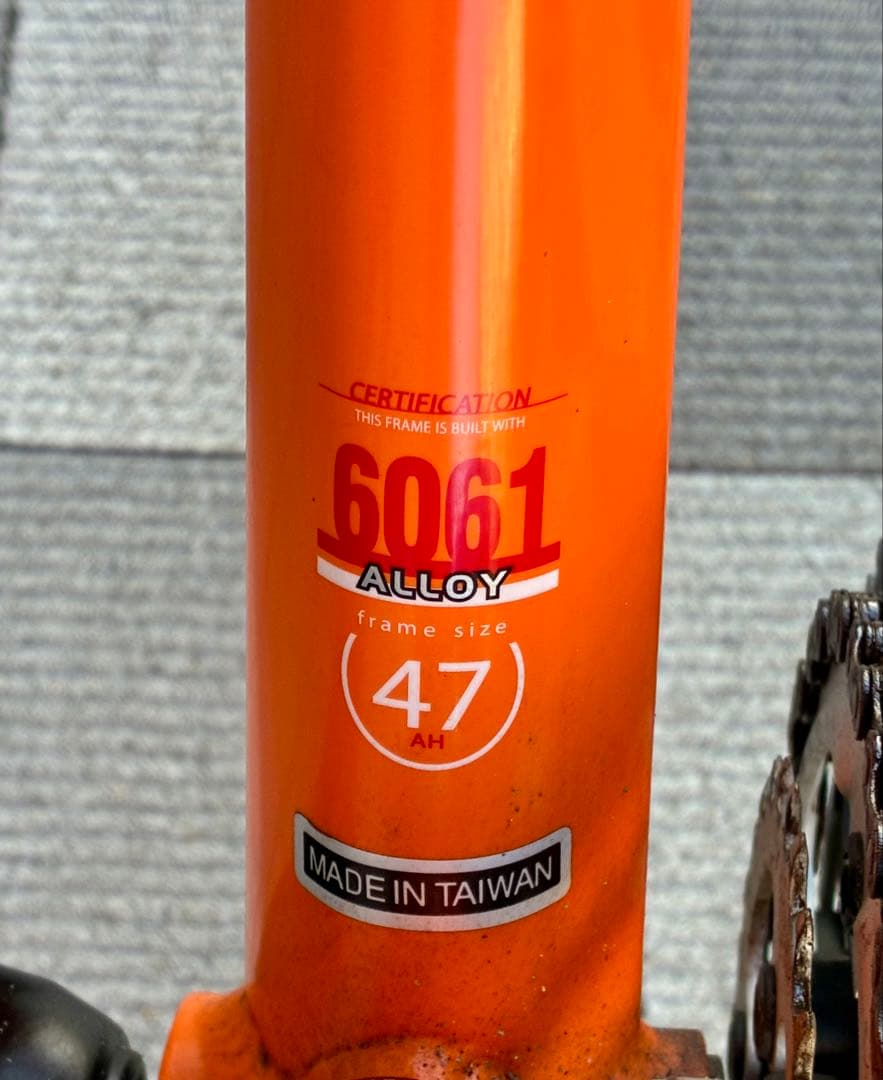 CERTIFICATION
THIS FRAME IS BUILT WITH
6061
ALLOY
frame size
47
AH
MADE IN TAIWAN